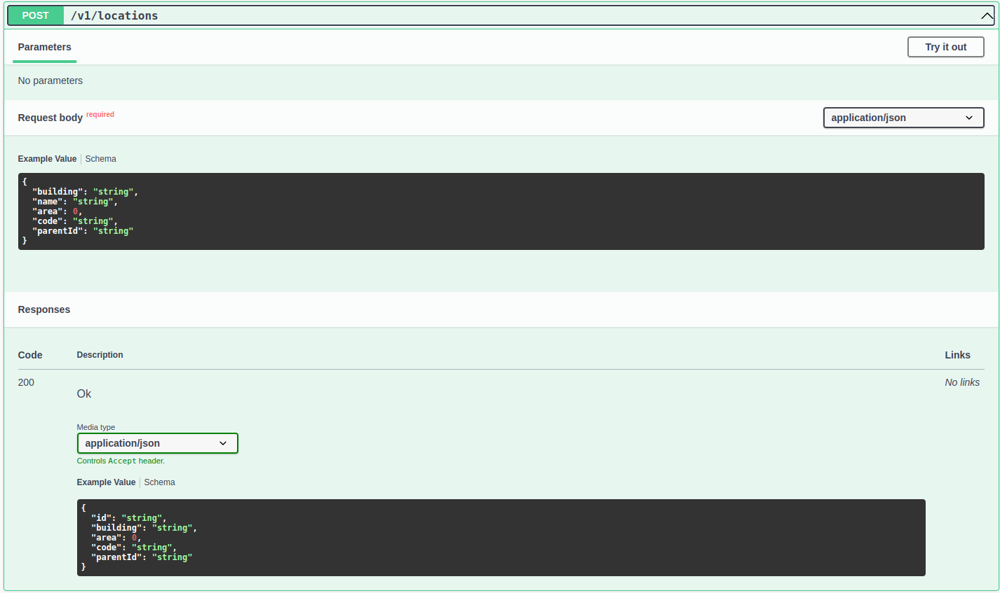 POST /v1/locations
Parameters Try it out
No parameters
Request body required application/json
Example Value Schema
{
  "building": "string",
  "name": "string",
  "area": 0,
  "code": "string",
  "parentId": "string"
}
Responses
Code Description Links
200 Ok No links
Media type
application/json
Controls Accept header.
Example Value Schema
{
  "id": "string",
  "building": "string",
  "area": 0,
  "code": "string",
  "parentId": "string"
}